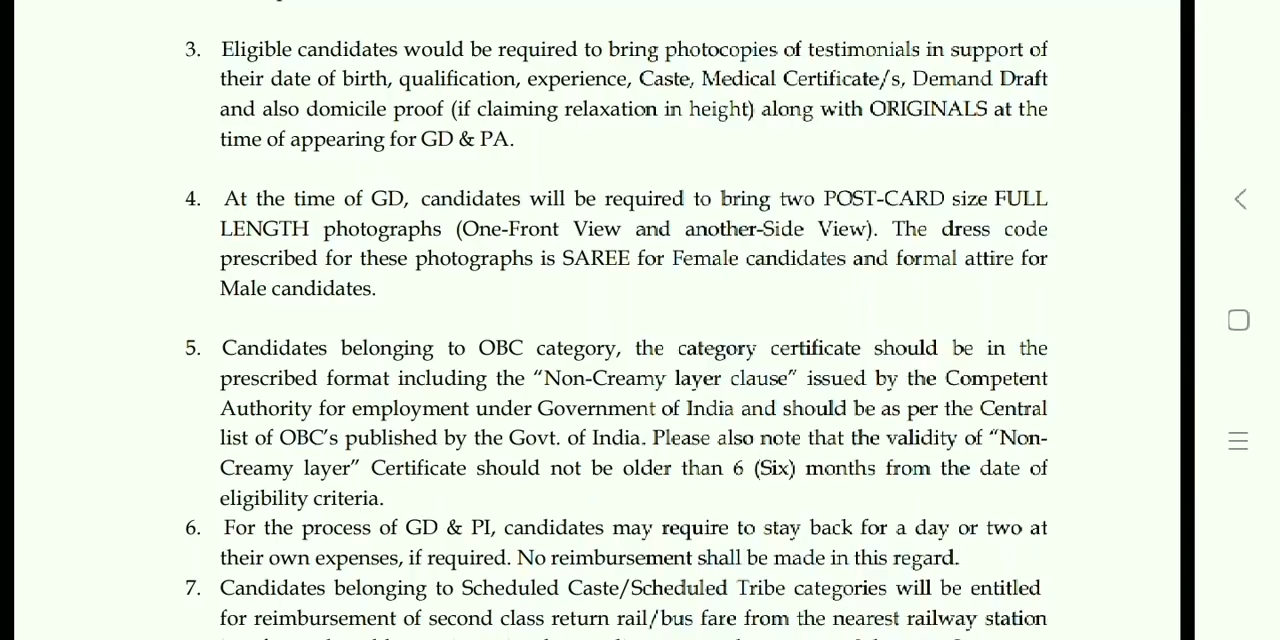 3. Eligible candidates would be required to bring photocopies of testimonials in support of
their date of birth, qualification, experience, Caste, Medical Certificate/s, Demand Draft
and also domicile proof (if claiming relaxation in height) along with ORIGINALS at the
time of appearing for GD & PA.
4. At the time of GD, candidates will be required to bring two POST-CARD size FULL
LENGTH photographs (One-Front View and another-Side View). The dress code
prescribed for these photographs is SAREE for Female candidates and formal attire for
Male candidates.
5. Candidates belonging to OBC category, the category certificate should be in the
prescribed format including the “Non-Creamy layer clause” issued by the Competent
Authority for employment under Government of India and should be as per the Central
list of OBC’s published by the Govt. of India. Please also note that the validity of “Non-
Creamy layer” Certificate should not be older than 6 (Six) months from the date of
eligibility criteria.
6. For the process of GD & PI, candidates may require to stay back for a day or two at
their own expenses, if required. No reimbursement shall be made in this regard.
7. Candidates belonging to Scheduled Caste/Scheduled Tribe categories will be entitled
for reimbursement of second class return rail/bus fare from the nearest railway station